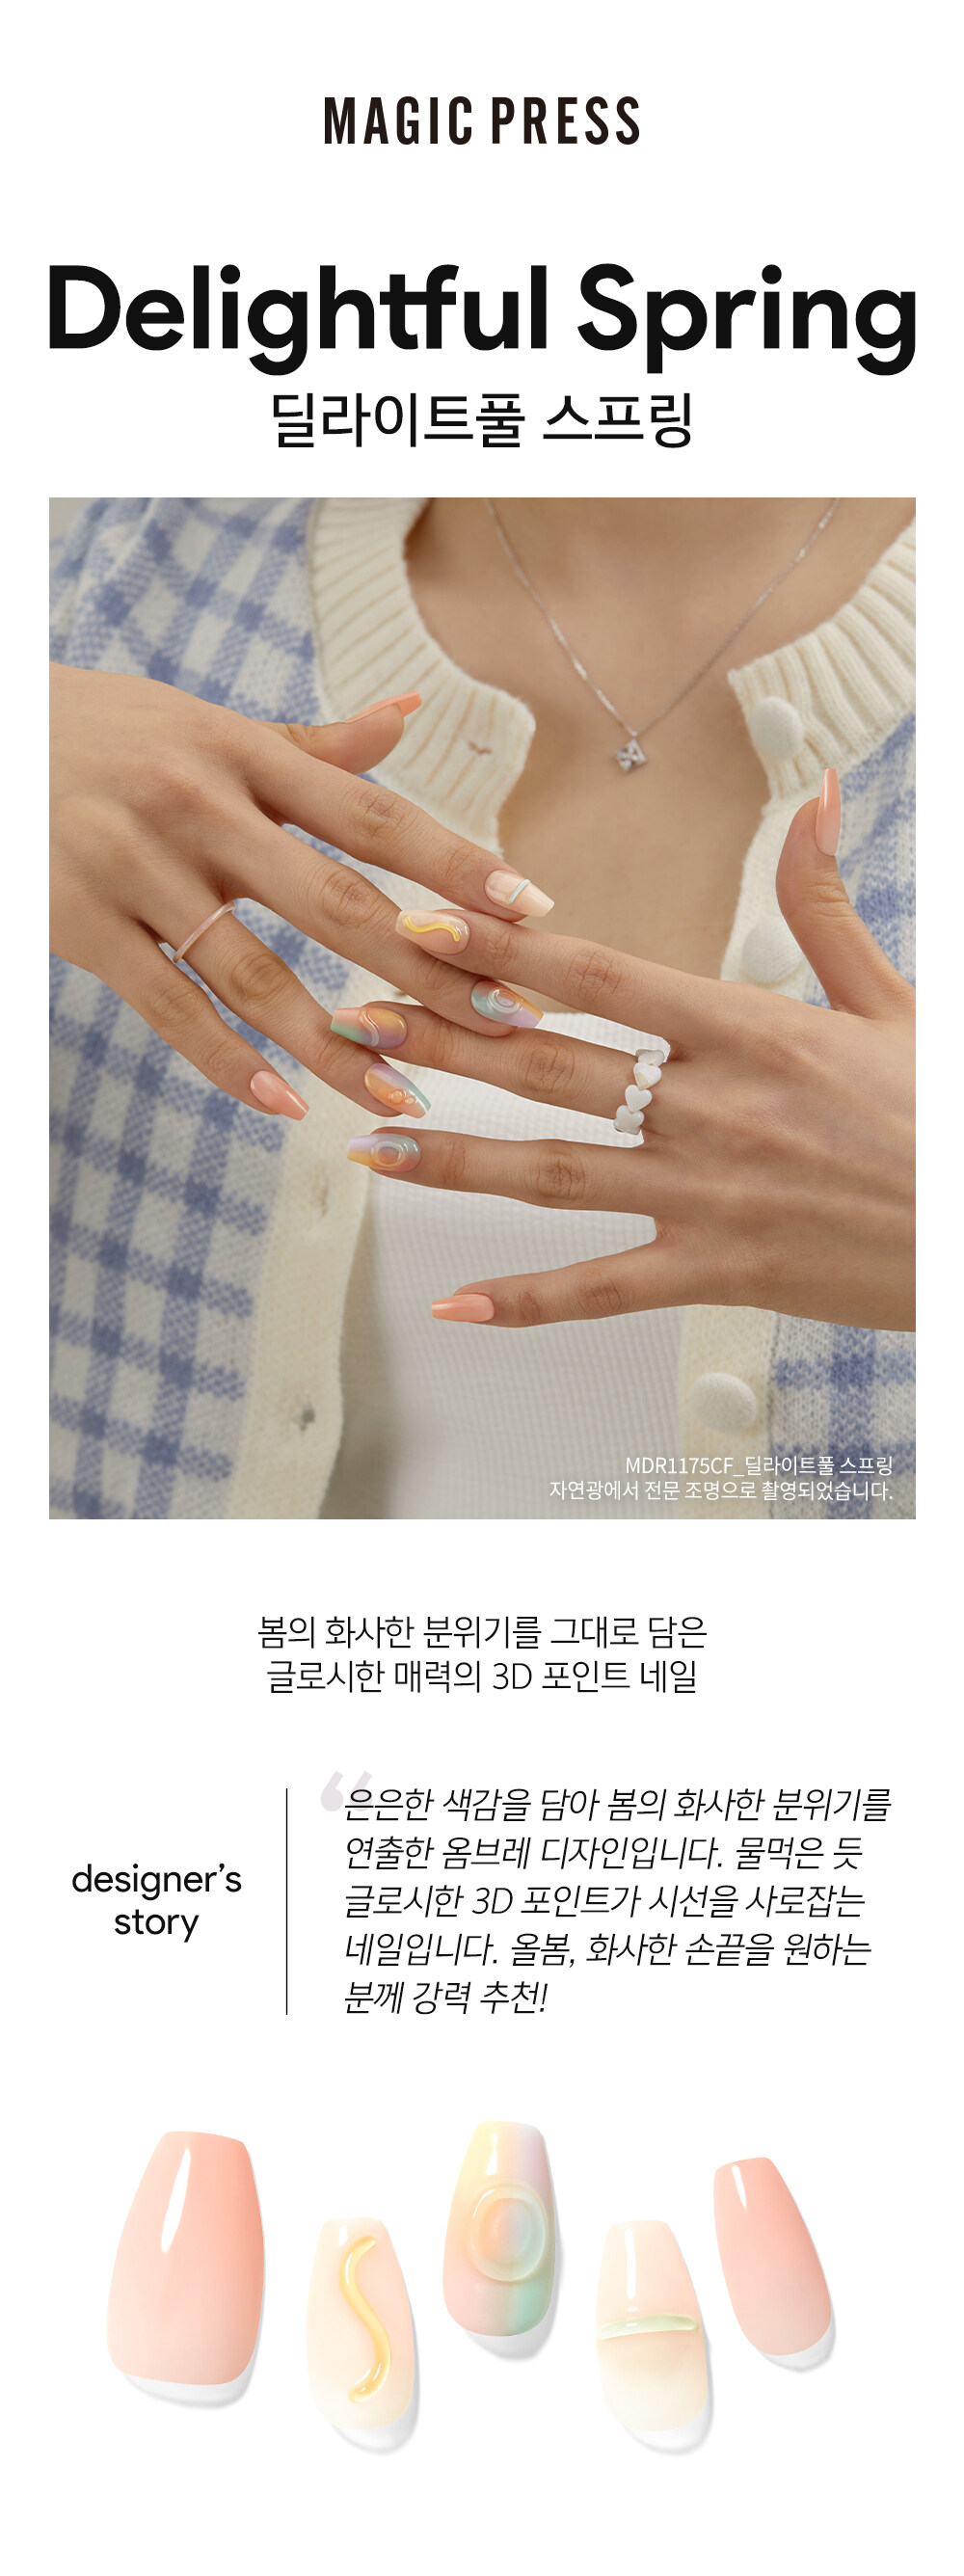 MAGIC PRESS
Delightful Spring
딜라이트풀 스프링
MDR1175CF_딜라이트풀 스프링
자연광에서 전문 조명으로 촬영되었습니다.
봄의 화사한 분위기를 그대로 담은
글로시한 매력의 3D 포인트 네일
designer’s
story
“은은한 색감을 담아 봄의 화사한 분위기를
연출한 옴브레 디자인입니다. 물먹은 듯
글로시한 3D 포인트가 시선을 사로잡는
네일입니다. 올봄, 화사한 손끝을 원하는
분께 강력 추천!